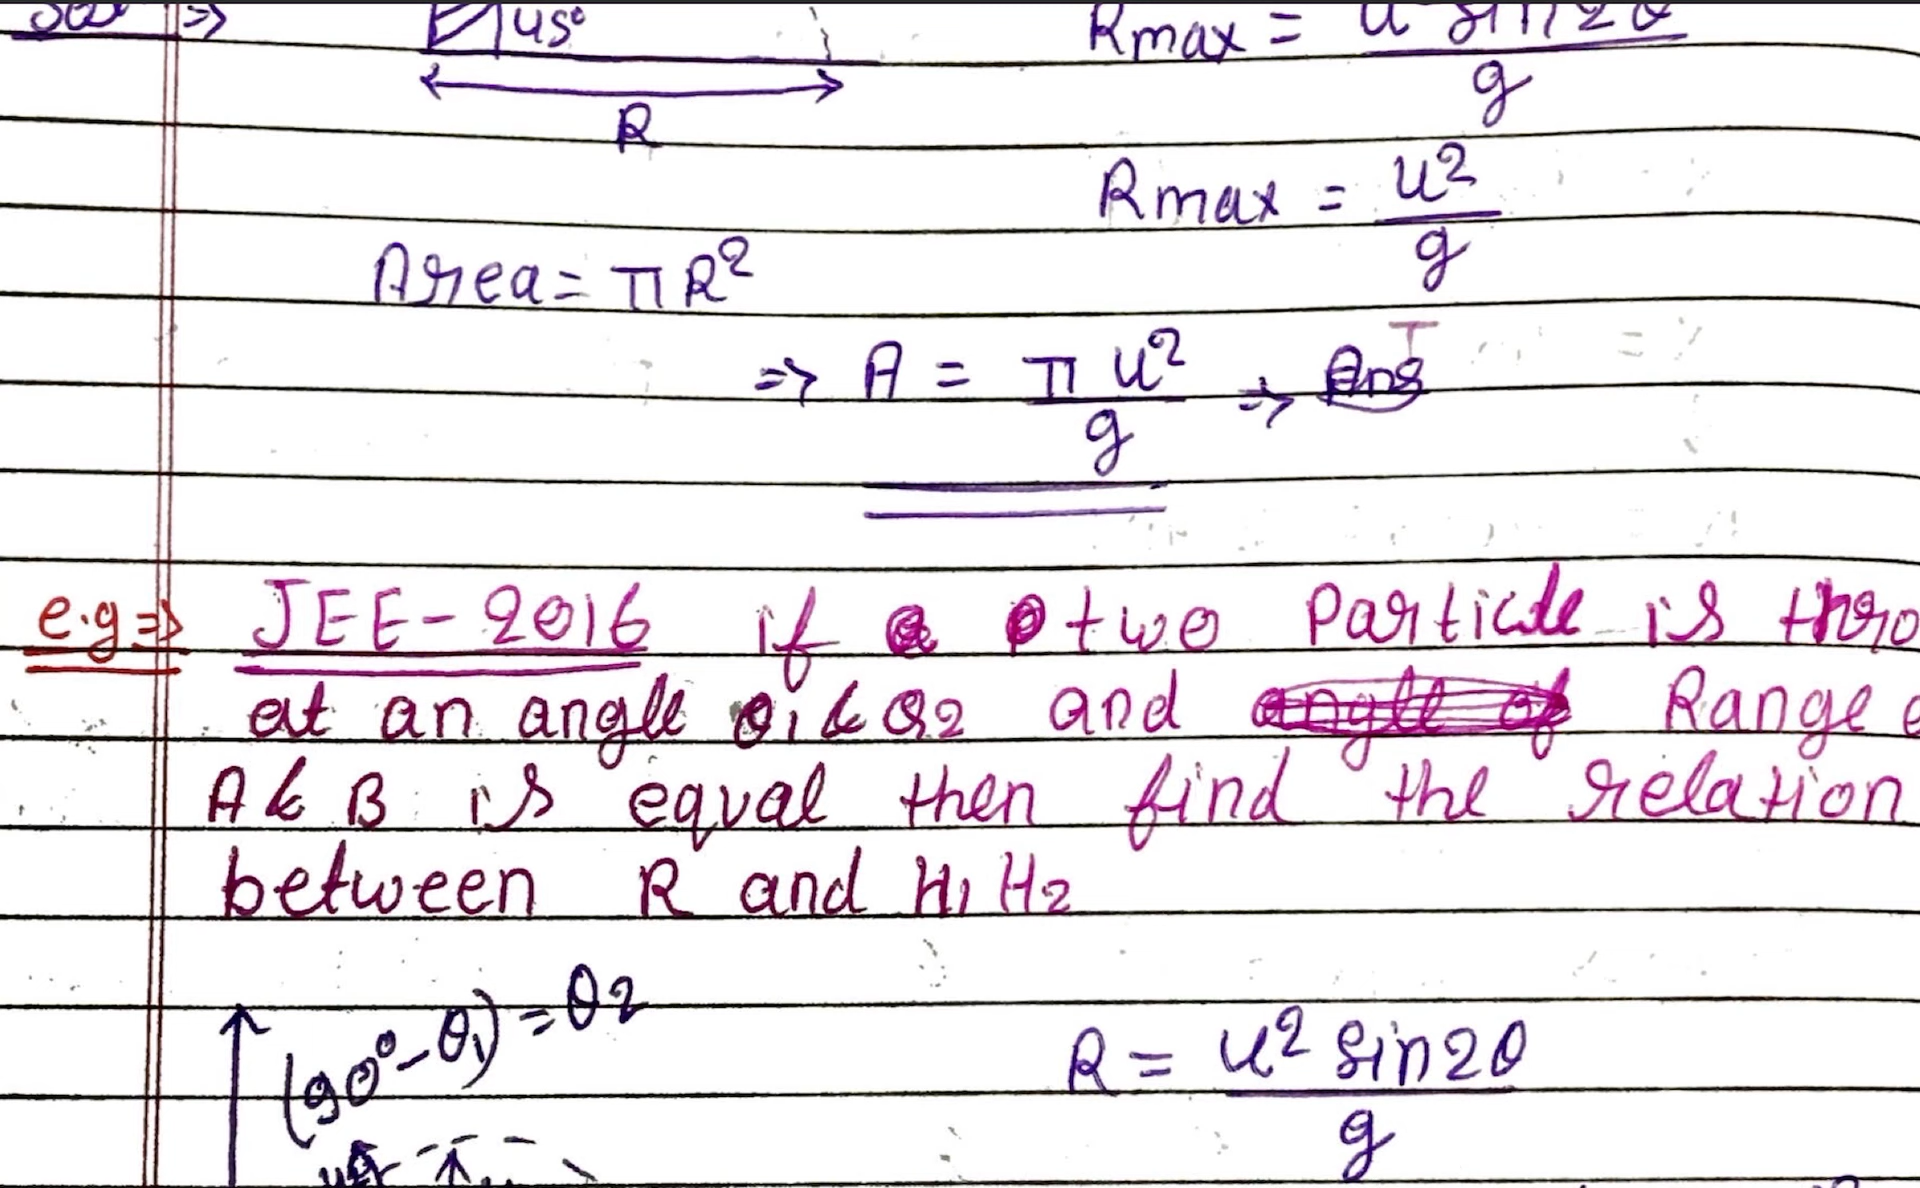 45°
Rmax = u sin2θ
g
R
Rmax = u²
g
Area = πR²
=> A = πu² => Ans
g
e.g => JEE-2016 if two Particle is thro
at an angle θ1 & θ2 and Range
A & B is equal then find the relation
between R and H1 H2
(90°-θ1) = θ2
R = u² sin2θ
g